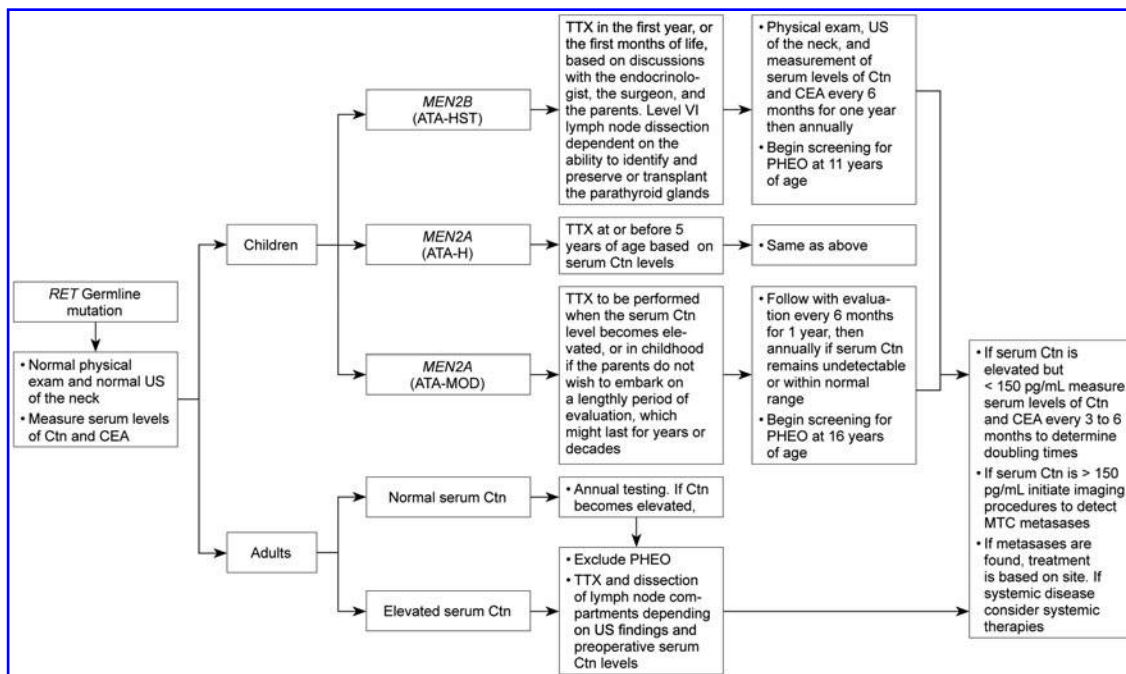 RET Germline
mutation
• Normal physical
exam and normal US
of the neck
• Measure serum levels
of Ctn and CEA
Children
Adults
MEN2B
(ATA-HST)
TTX in the first year, or
the first months of life,
based on discussions
with the endocrinolo-
gist, the surgeon, and
the parents. Level VI
lymph node dissection
dependent on the
ability to identify and
preserve or transplant
the parathyroid glands
• Physical exam, US
of the neck, and
measurement of
serum levels of Ctn
and CEA every 6
months for one year
then annually
• Begin screening for
PHEO at 11 years
of age
MEN2A
(ATA-H)
TTX at or before 5
years of age based on
serum Ctn levels
• Same as above
MEN2A
(ATA-MOD)
TTX to be performed
when the serum Ctn
level becomes ele-
vated, or in childhood
if the parents do not
wish to embark on
a lengthly period of
evaluation, which
might last for years or
decades
• Follow with evalua-
tion every 6 months
for 1 year, then
annually if serum Ctn
remains undetectable
or within normal
range
• Begin screening for
PHEO at 16 years
of age
Normal serum Ctn
• Annual testing. If Ctn
becomes elevated,
Elevated serum Ctn
• Exclude PHEO
• TTX and dissection
of lymph node com-
partments depending
on US findings and
preoperative serum
Ctn levels
• If serum Ctn is
elevated but
< 150 pg/mL measure
serum levels of Ctn
and CEA every 3 to 6
months to determine
doubling times
• If serum Ctn is > 150
pg/mL initiate imaging
procedures to detect
MTC metasases
• If metasases are
found, treatment
is based on site. If
systemic disease
consider systemic
therapies